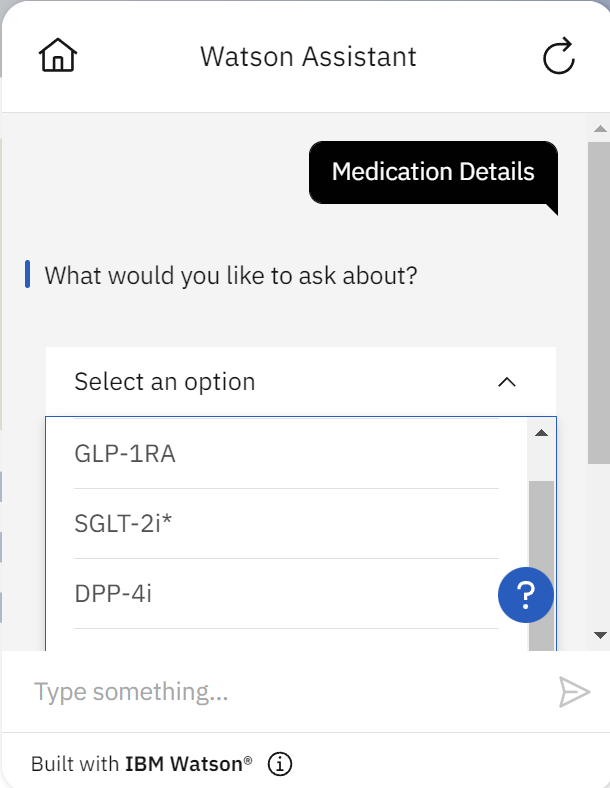 Watson Assistant
Medication Details
What would you like to ask about?
Select an option
GLP-1RA
SGLT-2i*
DPP-4i
?
Type something...
Built with IBM Watson®